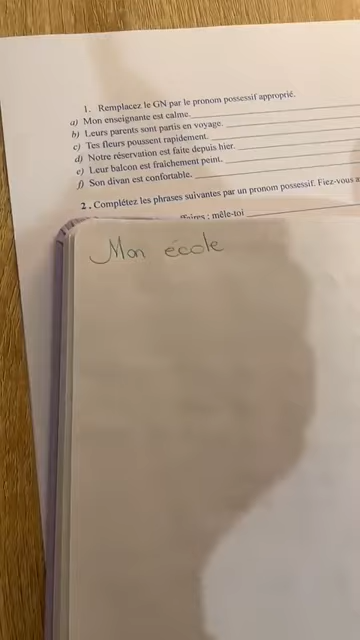 1. Remplacez le GN par le pronom possessif approprié.
a) Mon enseignante est calme.
b) Leurs parents sont partis en voyage.
c) Tes fleurs poussent rapidement.
d) Notre réservation est faite depuis hier.
e) Leur balcon est fraîchement peint.
f) Son divan est confortable.
2. Complétez les phrases suivantes par un pronom possessif. Fiez-vous
: mêle-toi
Mon école